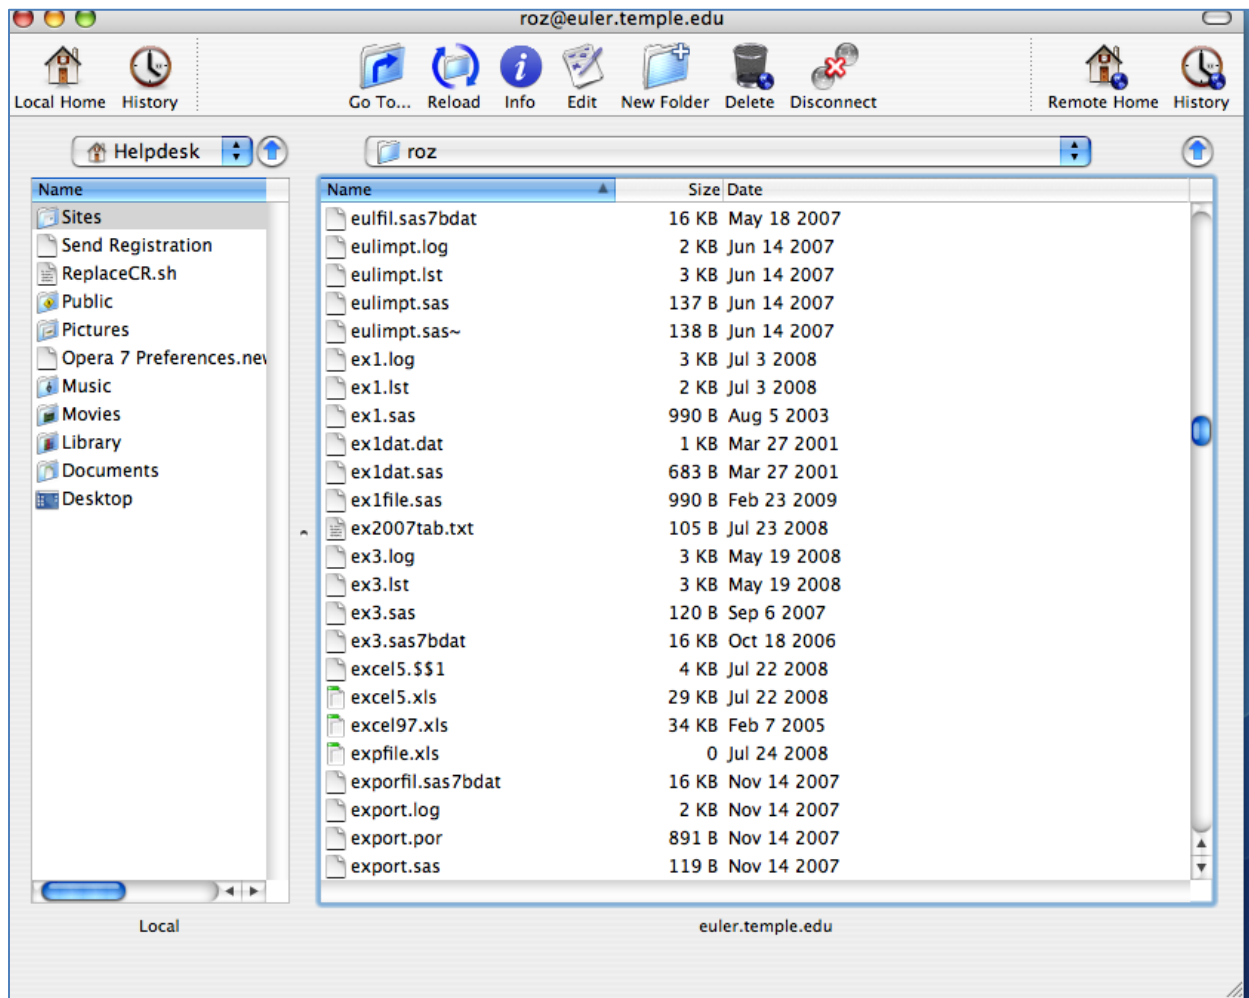 roz@euler.temple.edu
Local Home History Go To... Reload Info Edit New Folder Delete Disconnect Remote Home History
Helpdesk roz
Name
Sites
Send Registration
ReplaceCR.sh
Public
Pictures
Opera 7 Preferences.nev
Music
Movies
Library
Documents
Desktop
Name Size Date
eulfil.sas7bdat 16 KB May 18 2007
eulimpt.log 2 KB Jun 14 2007
eulimpt.lst 3 KB Jun 14 2007
eulimpt.sas 137 B Jun 14 2007
eulimpt.sas~ 138 B Jun 14 2007
ex1.log 3 KB Jul 3 2008
ex1.lst 2 KB Jul 3 2008
ex1.sas 990 B Aug 5 2003
ex1dat.dat 1 KB Mar 27 2001
ex1dat.sas 683 B Mar 27 2001
ex1file.sas 990 B Feb 23 2009
ex2007tab.txt 105 B Jul 23 2008
ex3.log 3 KB May 19 2008
ex3.lst 3 KB May 19 2008
ex3.sas 120 B Sep 6 2007
ex3.sas7bdat 16 KB Oct 18 2006
excel5.$$1 4 KB Jul 22 2008
excel5.xls 29 KB Jul 22 2008
excel97.xls 34 KB Feb 7 2005
expfile.xls 0 Jul 24 2008
exporfil.sas7bdat 16 KB Nov 14 2007
export.log 2 KB Nov 14 2007
export.por 891 B Nov 14 2007
export.sas 119 B Nov 14 2007
Local euler.temple.edu